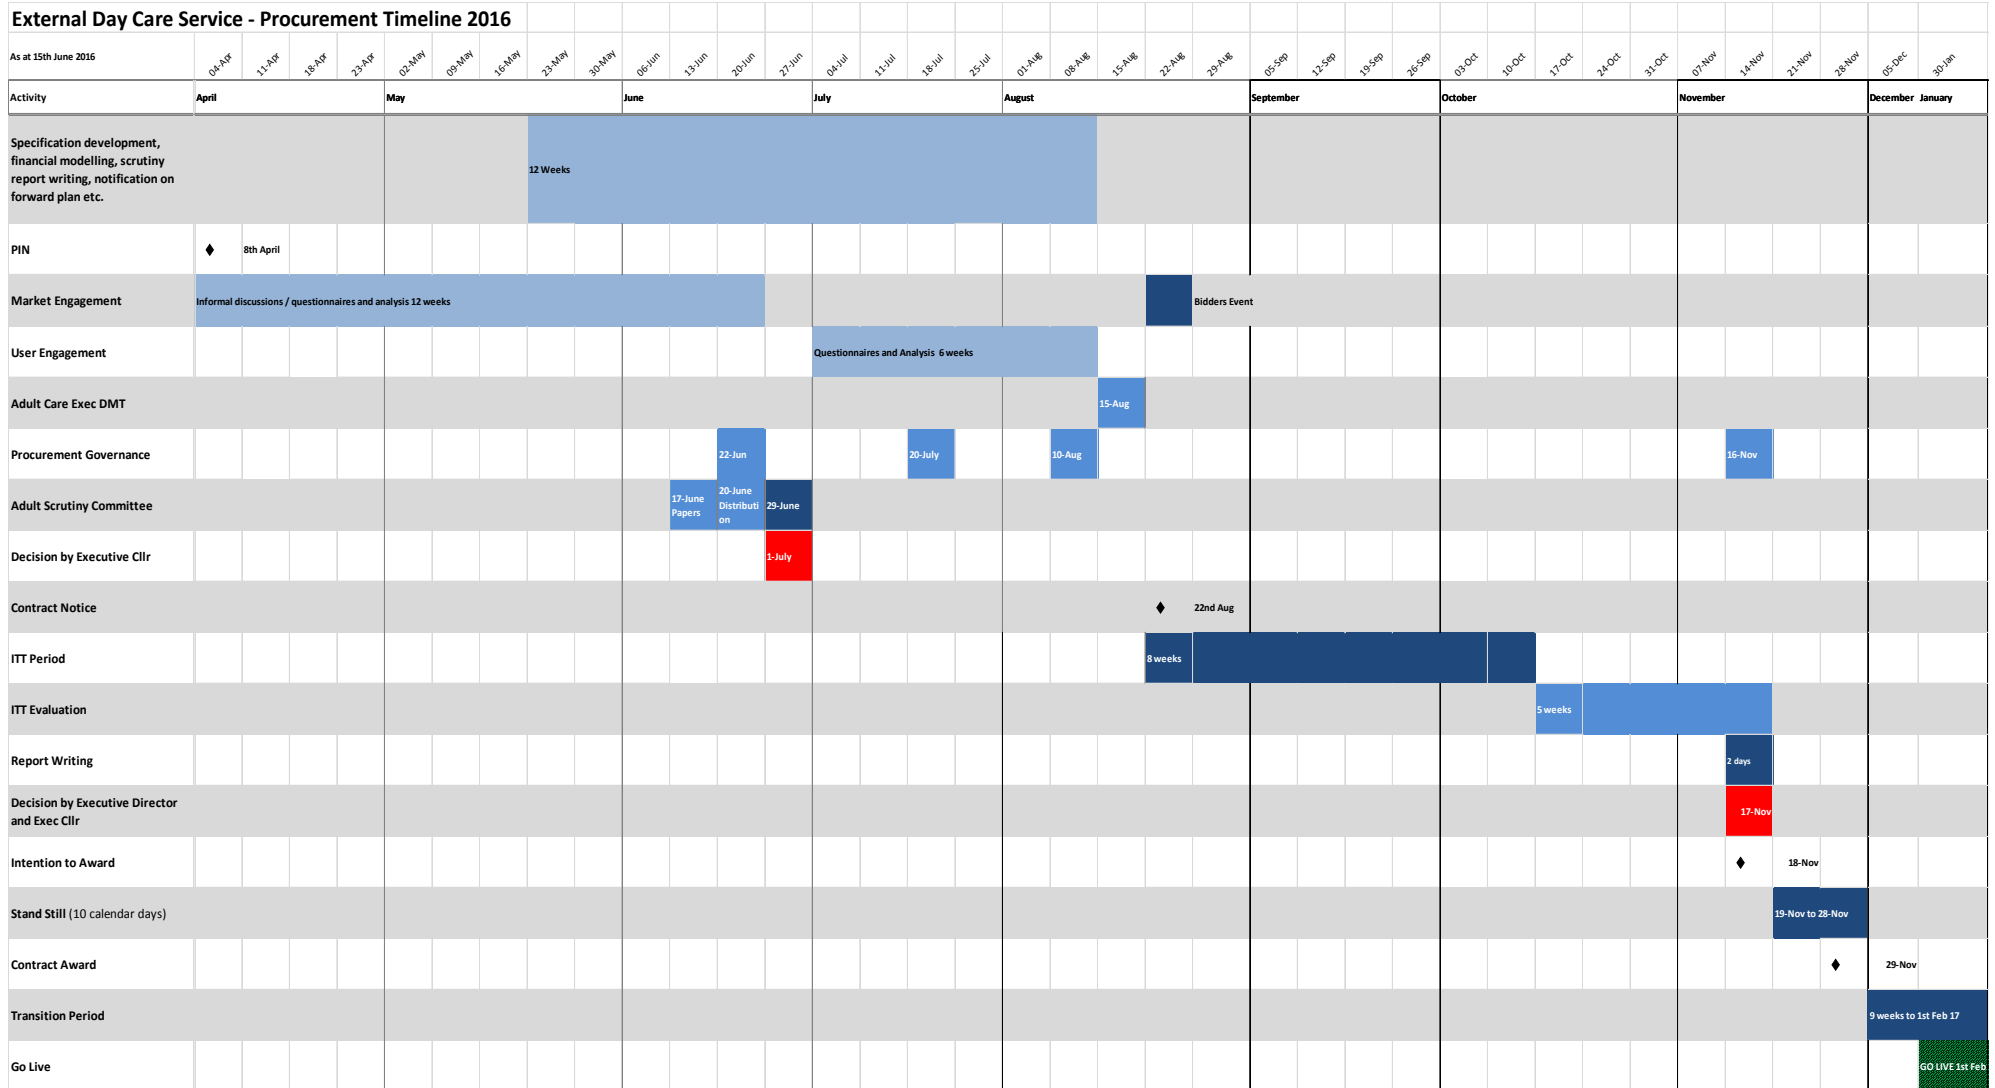 External Day Care Service - Procurement Timeline 2016
As at 15th June 2016
04-Apr 11-Apr 18-Apr 23-Apr 02-May 09-May 16-May 23-May 30-May 06-Jun 13-Jun 20-Jun 27-Jun 04-Jul 11-Jul 18-Jul 25-Jul 01-Aug 08-Aug 15-Aug 22-Aug 29-Aug 05-Sep 12-Sep 19-Sep 26-Sep 03-Oct 10-Oct 17-Oct 24-Oct 31-Oct 07-Nov 14-Nov 21-Nov 28-Nov 05-Dec 30-Jan
Activity April May June July August September October November December January
Specification development,
financial modelling, scrutiny
report writing, notification on
forward plan etc.
12 Weeks
PIN
8th April
Market Engagement
Informal discussions / questionnaires and analysis 12 weeks
Bidders Event
User Engagement
Questionnaires and Analysis 6 weeks
Adult Care Exec DMT
15-Aug
Procurement Governance
22-Jun
20-July
10-Aug
16-Nov
Adult Scrutiny Committee
17-June
Papers
20-June
Distributi
on
29-June
Decision by Executive Cllr
1-July
Contract Notice
22nd Aug
ITT Period
8 weeks
ITT Evaluation
5 weeks
Report Writing
2 days
Decision by Executive Director
and Exec Cllr
17-Nov
Intention to Award
18-Nov
Stand Still (10 calendar days)
19-Nov to 28-Nov
Contract Award
29-Nov
Transition Period
9 weeks to 1st Feb 17
Go Live
GO LIVE 1st Feb